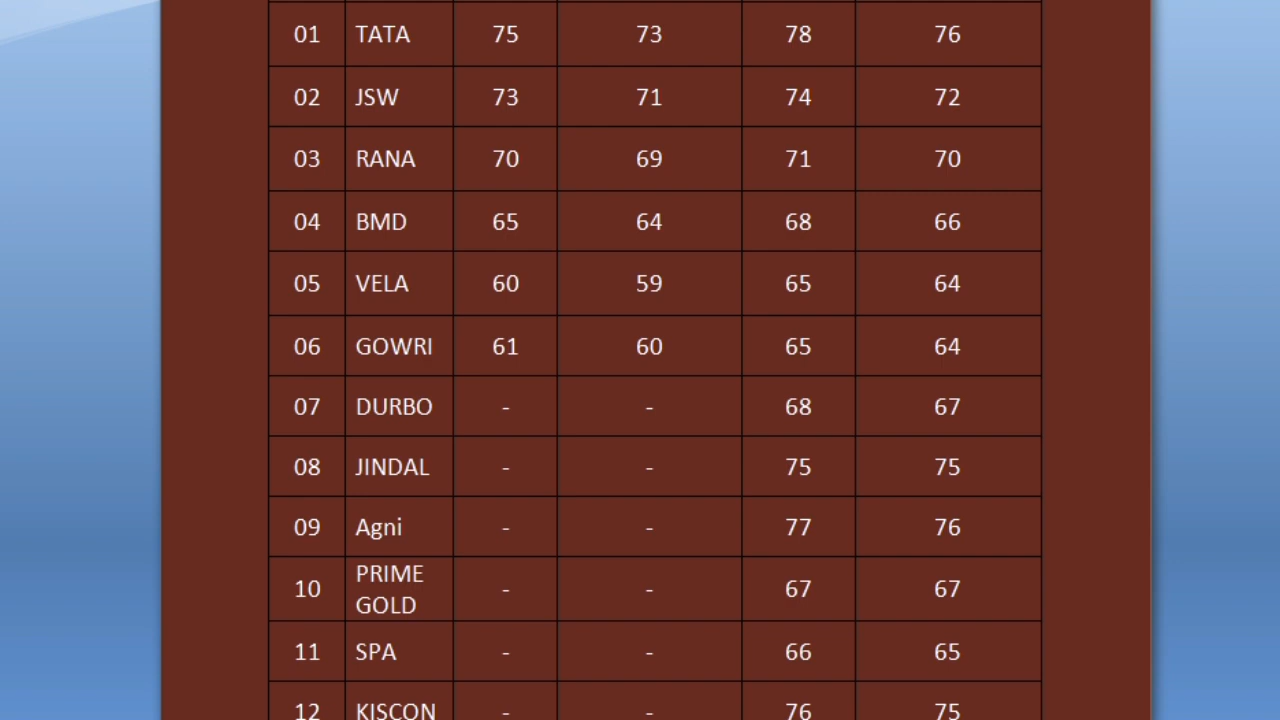 01 TATA 75 73 78 76
02 JSW 73 71 74 72
03 RANA 70 69 71 70
04 BMD 65 64 68 66
05 VELA 60 59 65 64
06 GOWRI 61 60 65 64
07 DURBO - - 68 67
08 JINDAL - - 75 75
09 Agni - - 77 76
10 PRIME GOLD - - 67 67
11 SPA - - 66 65
12 KISCON - - 76 75